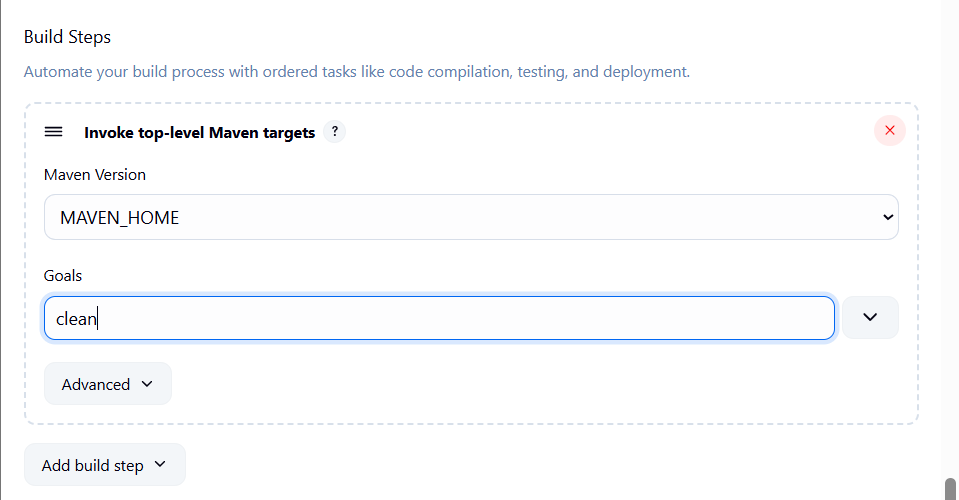 Build Steps
Automate your build process with ordered tasks like code compilation, testing, and deployment.
Invoke top-level Maven targets ?
Maven Version
MAVEN_HOME
Goals
clean
Advanced
Add build step